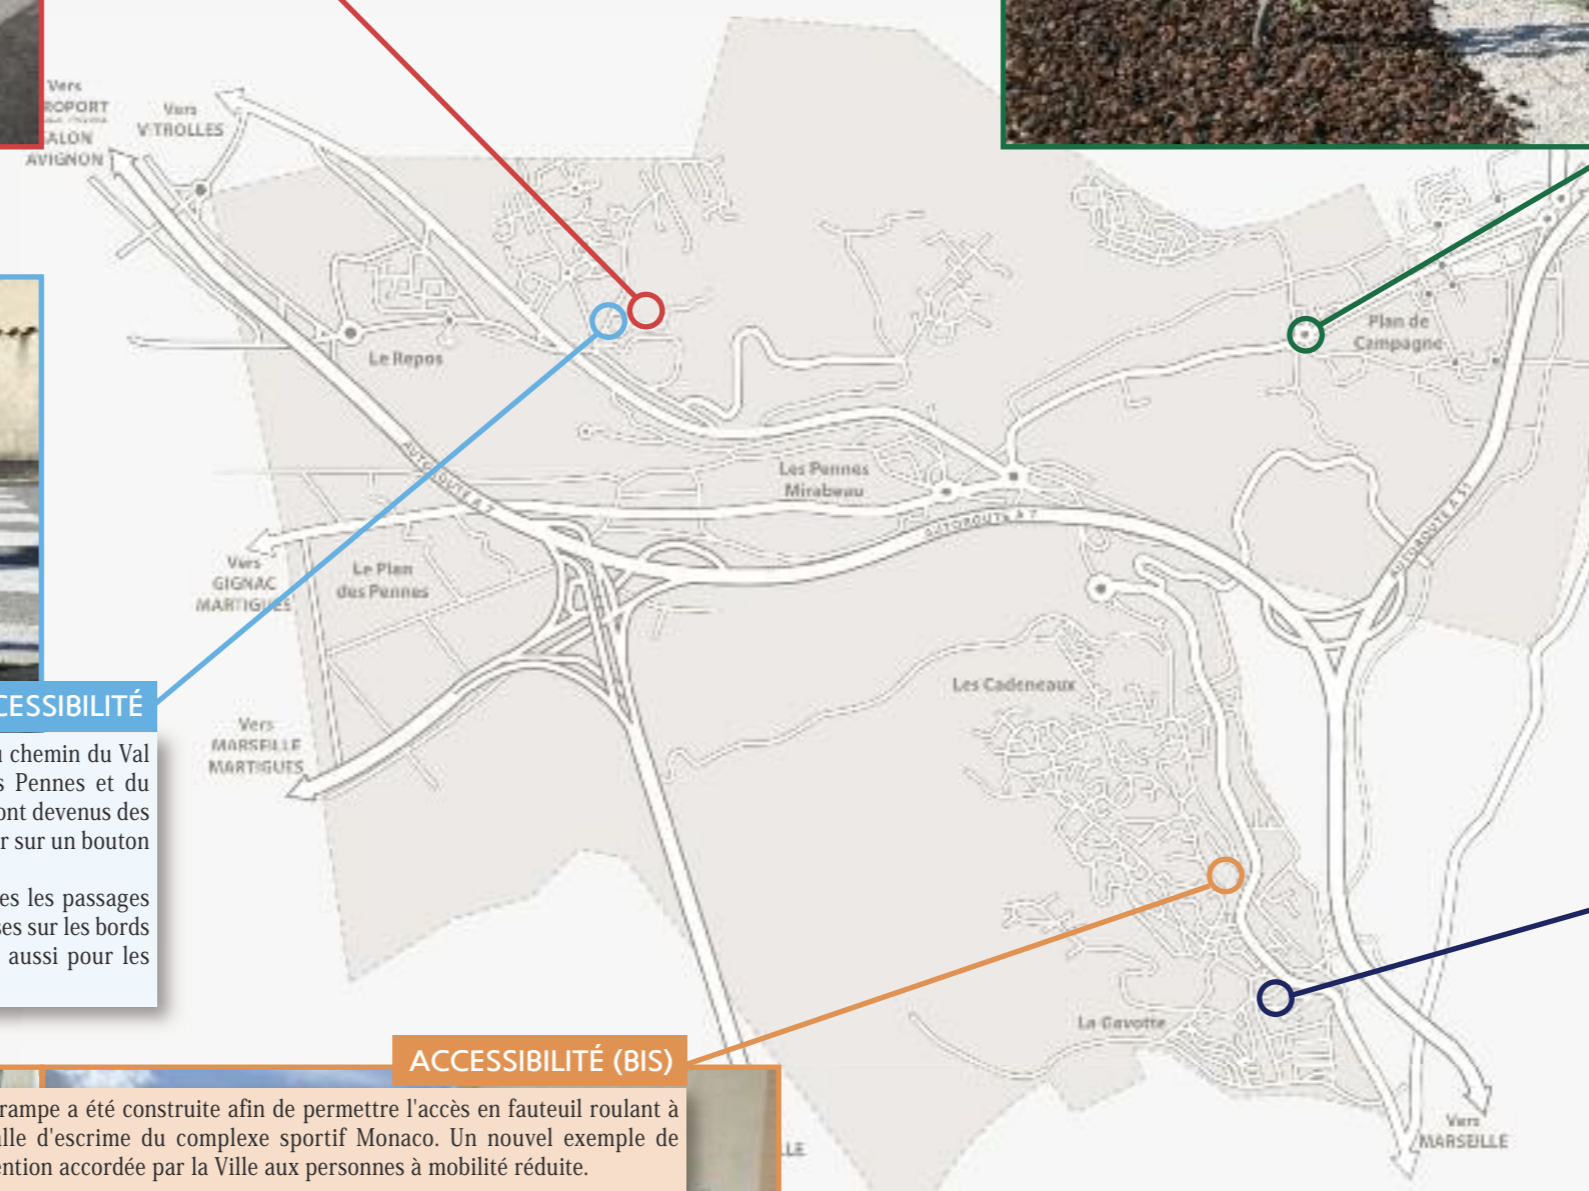 Vers
ROPORT
ALON
AVIGNON
Vers
VITROLLES
Le Repos
Plan de
Campagne
AUTOROUTE A 7
Les Pennes
Mirabeau
AUTOROUTE A 7
AUTOROUTE A 51
Vers
GIGNAC
MARTIGUES
Le Plan
des Pennes
Les Cadeneaux
Vers
MARSEILLE
MARTIGUES
CESSIBILITÉ
u chemin du Val
s Pennes et du
ont devenus des
r sur un bouton
es les passages
ses sur les bords
aussi pour les
La Gavotte
ACCESSIBILITÉ (BIS)
rampe a été construite afin de permettre l'accès en fauteuil roulant à
alle d'escrime du complexe sportif Monaco. Un nouvel exemple de
ention accordée par la Ville aux personnes à mobilité réduite.
LLE
Vers
MARSEILLE